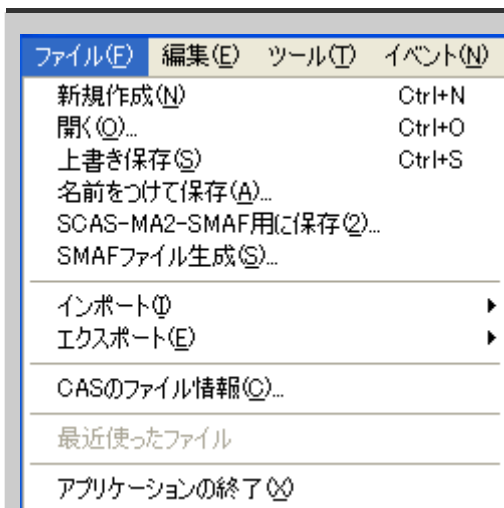 ファイル(F) 編集(E) ツール(T) イベント(N)
新規作成(N) Ctrl+N
開く(O)... Ctrl+O
上書き保存(S) Ctrl+S
名前をつけて保存(A)...
SCAS-MA2-SMAF用に保存(2)...
SMAFファイル生成(S)...
インポート(I)
エクスポート(E)
CASのファイル情報(C)...
最近使ったファイル
アプリケーションの終了(X)